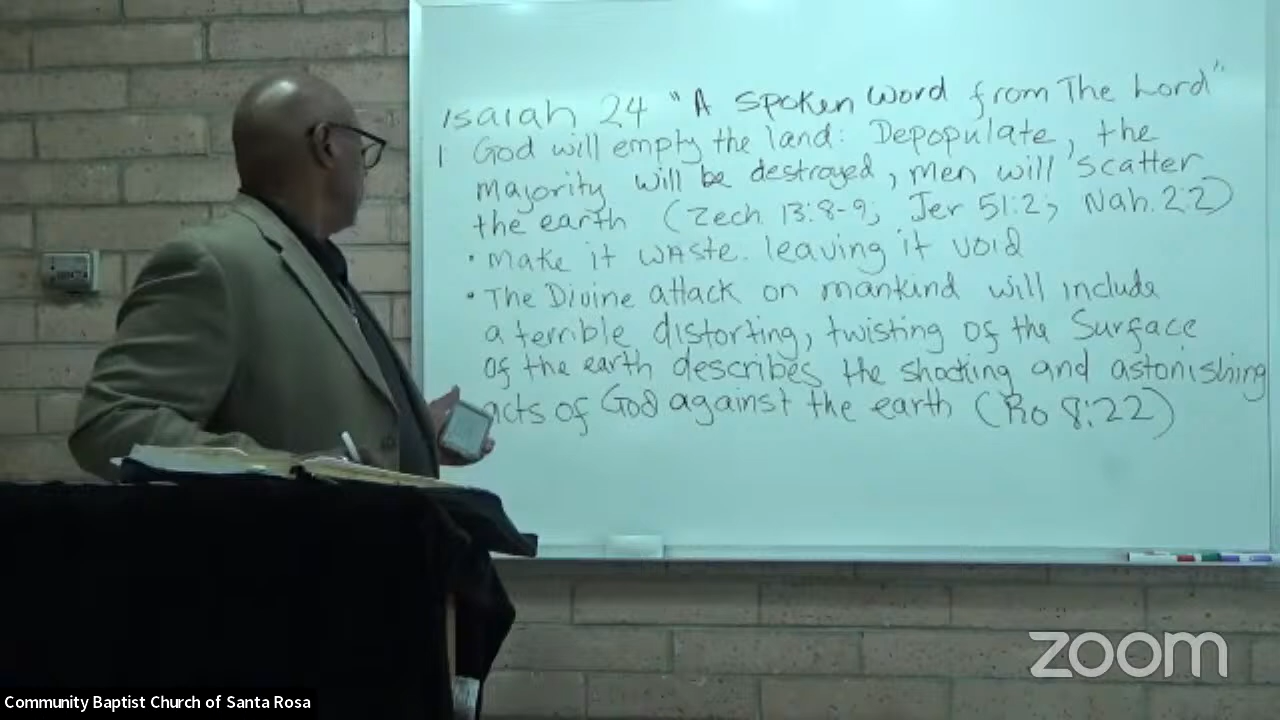 Isaiah 24 "A Spoken Word from The Lord"
1 God will empty the land: Depopulate, the
majority will be destroyed, men will scatter
the earth (Zech. 13:8-9; Jer 51:2; Nah. 2:2)
• Make it waste. leaving it void
• The Divine attack on mankind will include
a terrible distorting, twisting of the Surface
of the earth describes the shocking and astonishing
acts of God against the earth (Ro 8:22)
zoom
Community Baptist Church of Santa Rosa